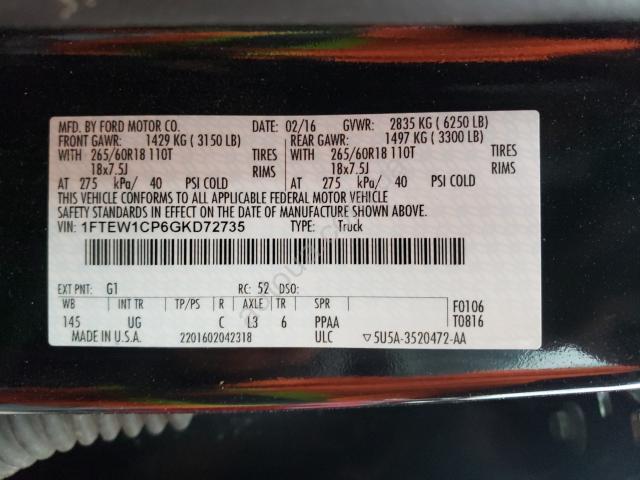 MFD. BY FORD MOTOR CO. DATE: 02/16 GVWR: 2835 KG ( 6250 LB)
FRONT GAWR: 1429 KG ( 3150 LB) REAR GAWR: 1497 KG ( 3300 LB)
WITH 265/60R18 110T TIRES WITH 265/60R18 110T TIRES
18x7.5J RIMS 18x7.5J RIMS
AT 275 kPa/ 40 PSI COLD AT 275 kPa/ 40 PSI COLD
THIS VEHICLE CONFORMS TO ALL APPLICABLE FEDERAL MOTOR VEHICLE
SAFETY STANDARDS IN EFFECT ON THE DATE OF MANUFACTURE SHOWN ABOVE.
VIN: 1FTEW1CP6GKD72735 TYPE: Truck
EXT PNT: G1 RC: 52 DSO:
WB INT TR TP/PS R AXLE TR SPR F0106
145 UG C L3 6 PPAA T0816
MADE IN U.S.A. 2201602042318 ULC 5U5A-3520472-AA